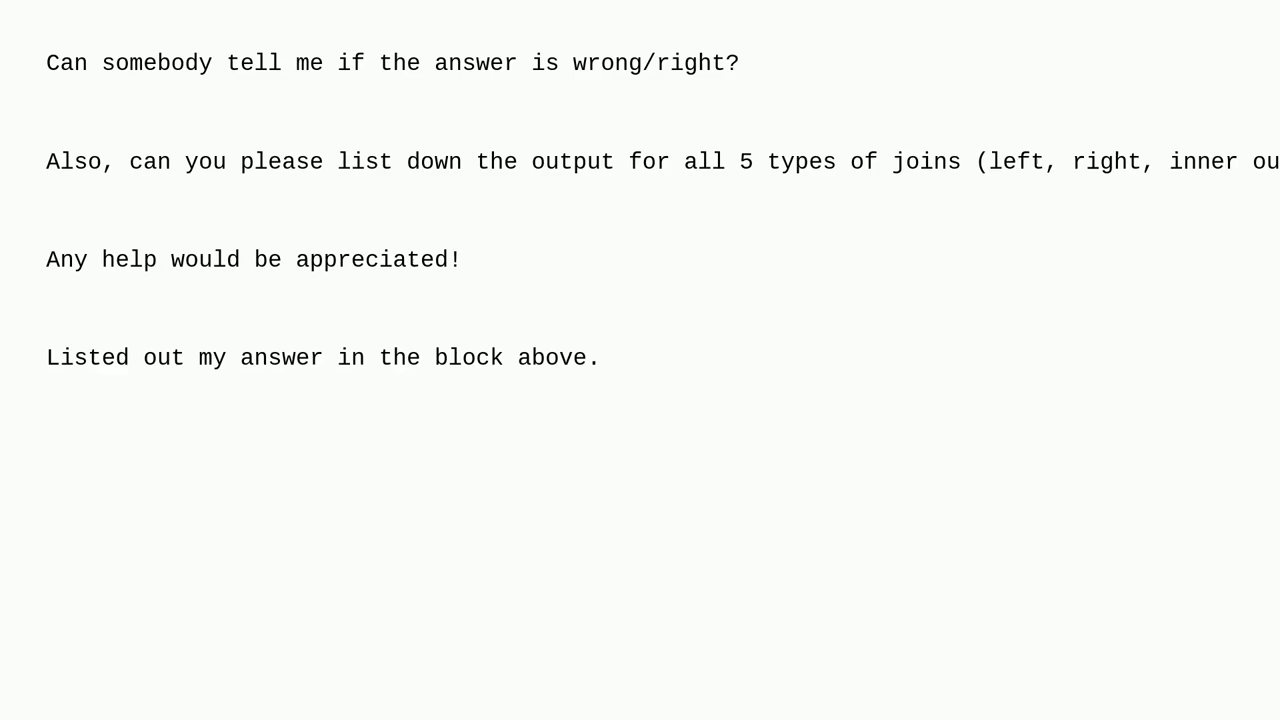 Can somebody tell me if the answer is wrong/right?
Also, can you please list down the output for all 5 types of joins (left, right, inner ou
Any help would be appreciated!
Listed out my answer in the block above.